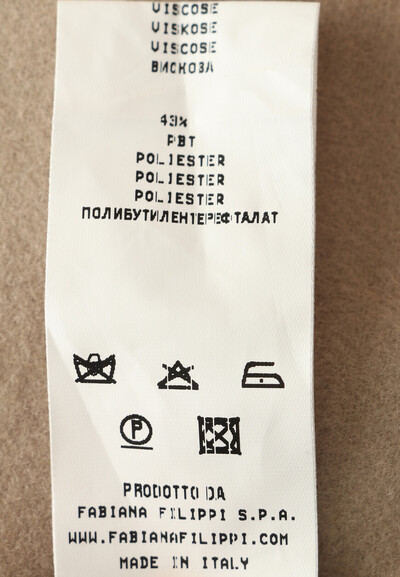 VISCOSE
VISKOSE
VISCOSE
ВИСКОЗА
43%
PBT
POLIESTER
POLIESTER
POLIESTER
ПОЛИБУТИЛЕНТЕРЕФТАЛАТ
P
PRODOTTO DA
FABIANA FILIPPI S.P.A.
WWW.FABIANAFILIPPI.COM
MADE IN ITALY